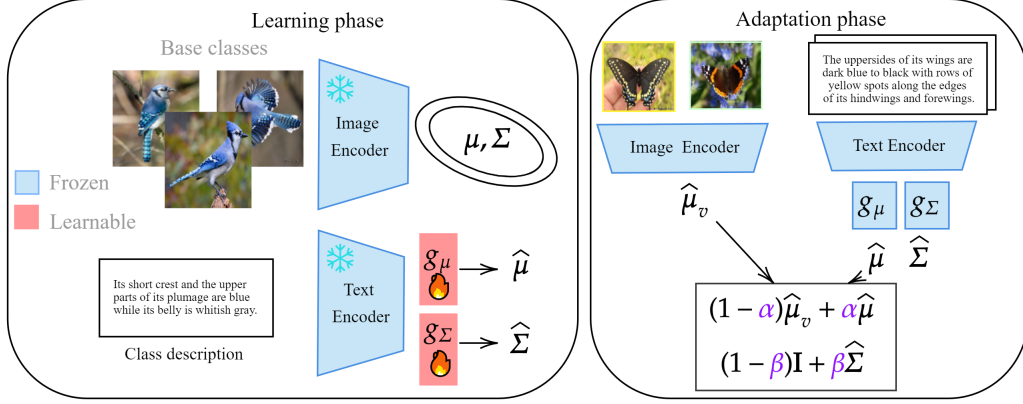 Learning phase
Base classes
Image
Encoder
μ, Σ
Frozen
Learnable
Its short crest and the upper
parts of its plumage are blue
while its belly is whitish gray.
Class description
Text
Encoder
g_μ
μ̂
g_Σ
Σ̂
Adaptation phase
The uppersides of its wings are
dark blue to black with rows of
yellow spots along the edges
of its hindwings and forewings.
Image Encoder
Text Encoder
μ̂_v
g_μ g_Σ
μ̂ Σ̂
(1 - α)μ̂_v + αμ̂
(1 - β)I + βΣ̂